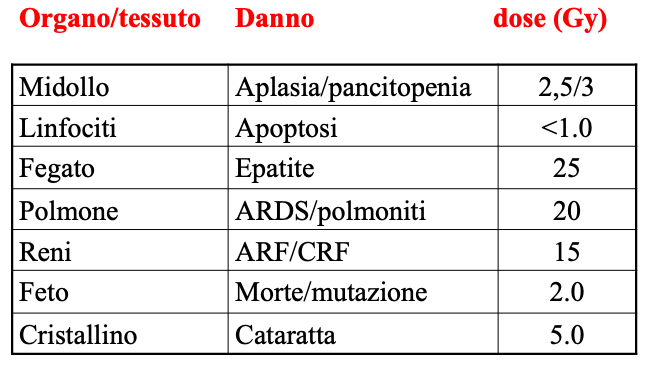 Organo/tessuto Danno dose (Gy)
Midollo Aplasia/pancitopenia 2,5/3
Linfociti Apoptosi <1.0
Fegato Epatite 25
Polmone ARDS/polmoniti 20
Reni ARF/CRF 15
Feto Morte/mutazione 2.0
Cristallino Cataratta 5.0